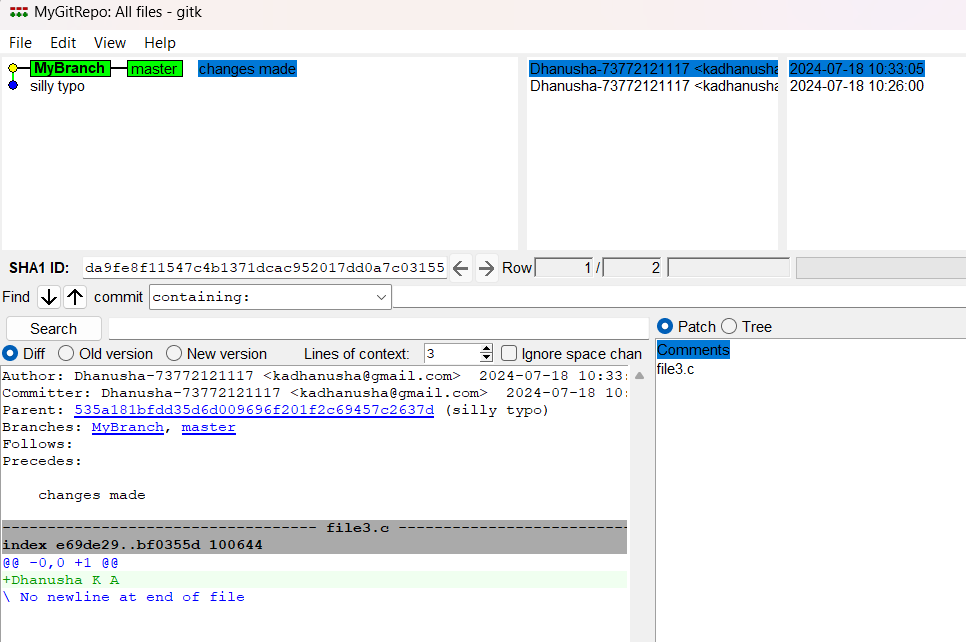 MyGitRepo: All files - gitk
File Edit View Help
MyBranch master changes made Dhanusha-73772121117 <kadhanusha 2024-07-18 10:33:05
silly typo Dhanusha-73772121117 <kadhanusha 2024-07-18 10:26:00
SHA1 ID: da9fe8f11547c4b1371dcac952017dd0a7c03155 Row 1 / 2
Find commit containing:
Search
Patch Tree
Diff Old version New version Lines of context: 3 Ignore space chan
Comments
file3.c
Author: Dhanusha-73772121117 <kadhanusha@gmail.com> 2024-07-18 10:33:
Committer: Dhanusha-73772121117 <kadhanusha@gmail.com> 2024-07-18 10:
Parent: 535a181bfdd35d6d009696f201f2c69457c2637d (silly typo)
Branches: MyBranch, master
Follows:
Precedes:
changes made
----------------------------------- file3.c -------------------------
index e69de29..bf0355d 100644
@@ -0,0 +1 @@
+Dhanusha K A
\ No newline at end of file